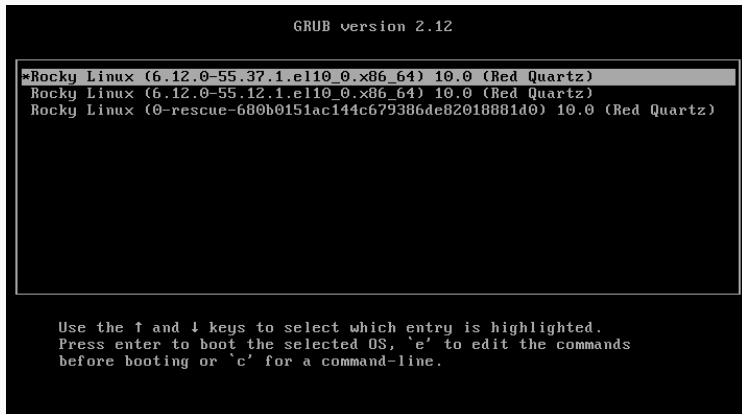 GRUB version 2.12
*Rocky Linux (6.12.0-55.37.1.el10_0.x86_64) 10.0 (Red Quartz)
Rocky Linux (6.12.0-55.12.1.el10_0.x86_64) 10.0 (Red Quartz)
Rocky Linux (0-rescue-680b0151ac144c679386de82018881d0) 10.0 (Red Quartz)
Use the ↑ and ↓ keys to select which entry is highlighted.
Press enter to boot the selected OS, `e' to edit the commands
before booting or `c' for a command-line.